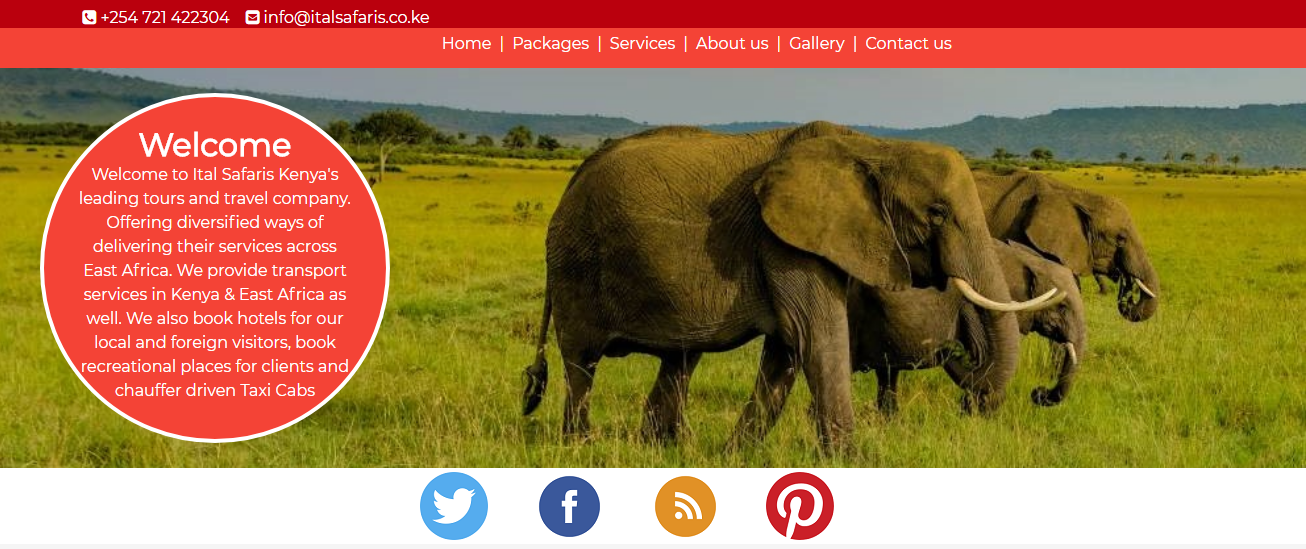 +254 721 422304 info@italsafaris.co.ke
Home | Packages | Services | About us | Gallery | Contact us
Welcome
Welcome to Ital Safaris Kenya's
leading tours and travel company.
Offering diversified ways of
delivering their services across
East Africa. We provide transport
services in Kenya & East Africa as
well. We also book hotels for our
local and foreign visitors, book
recreational places for clients and
chauffer driven Taxi Cabs